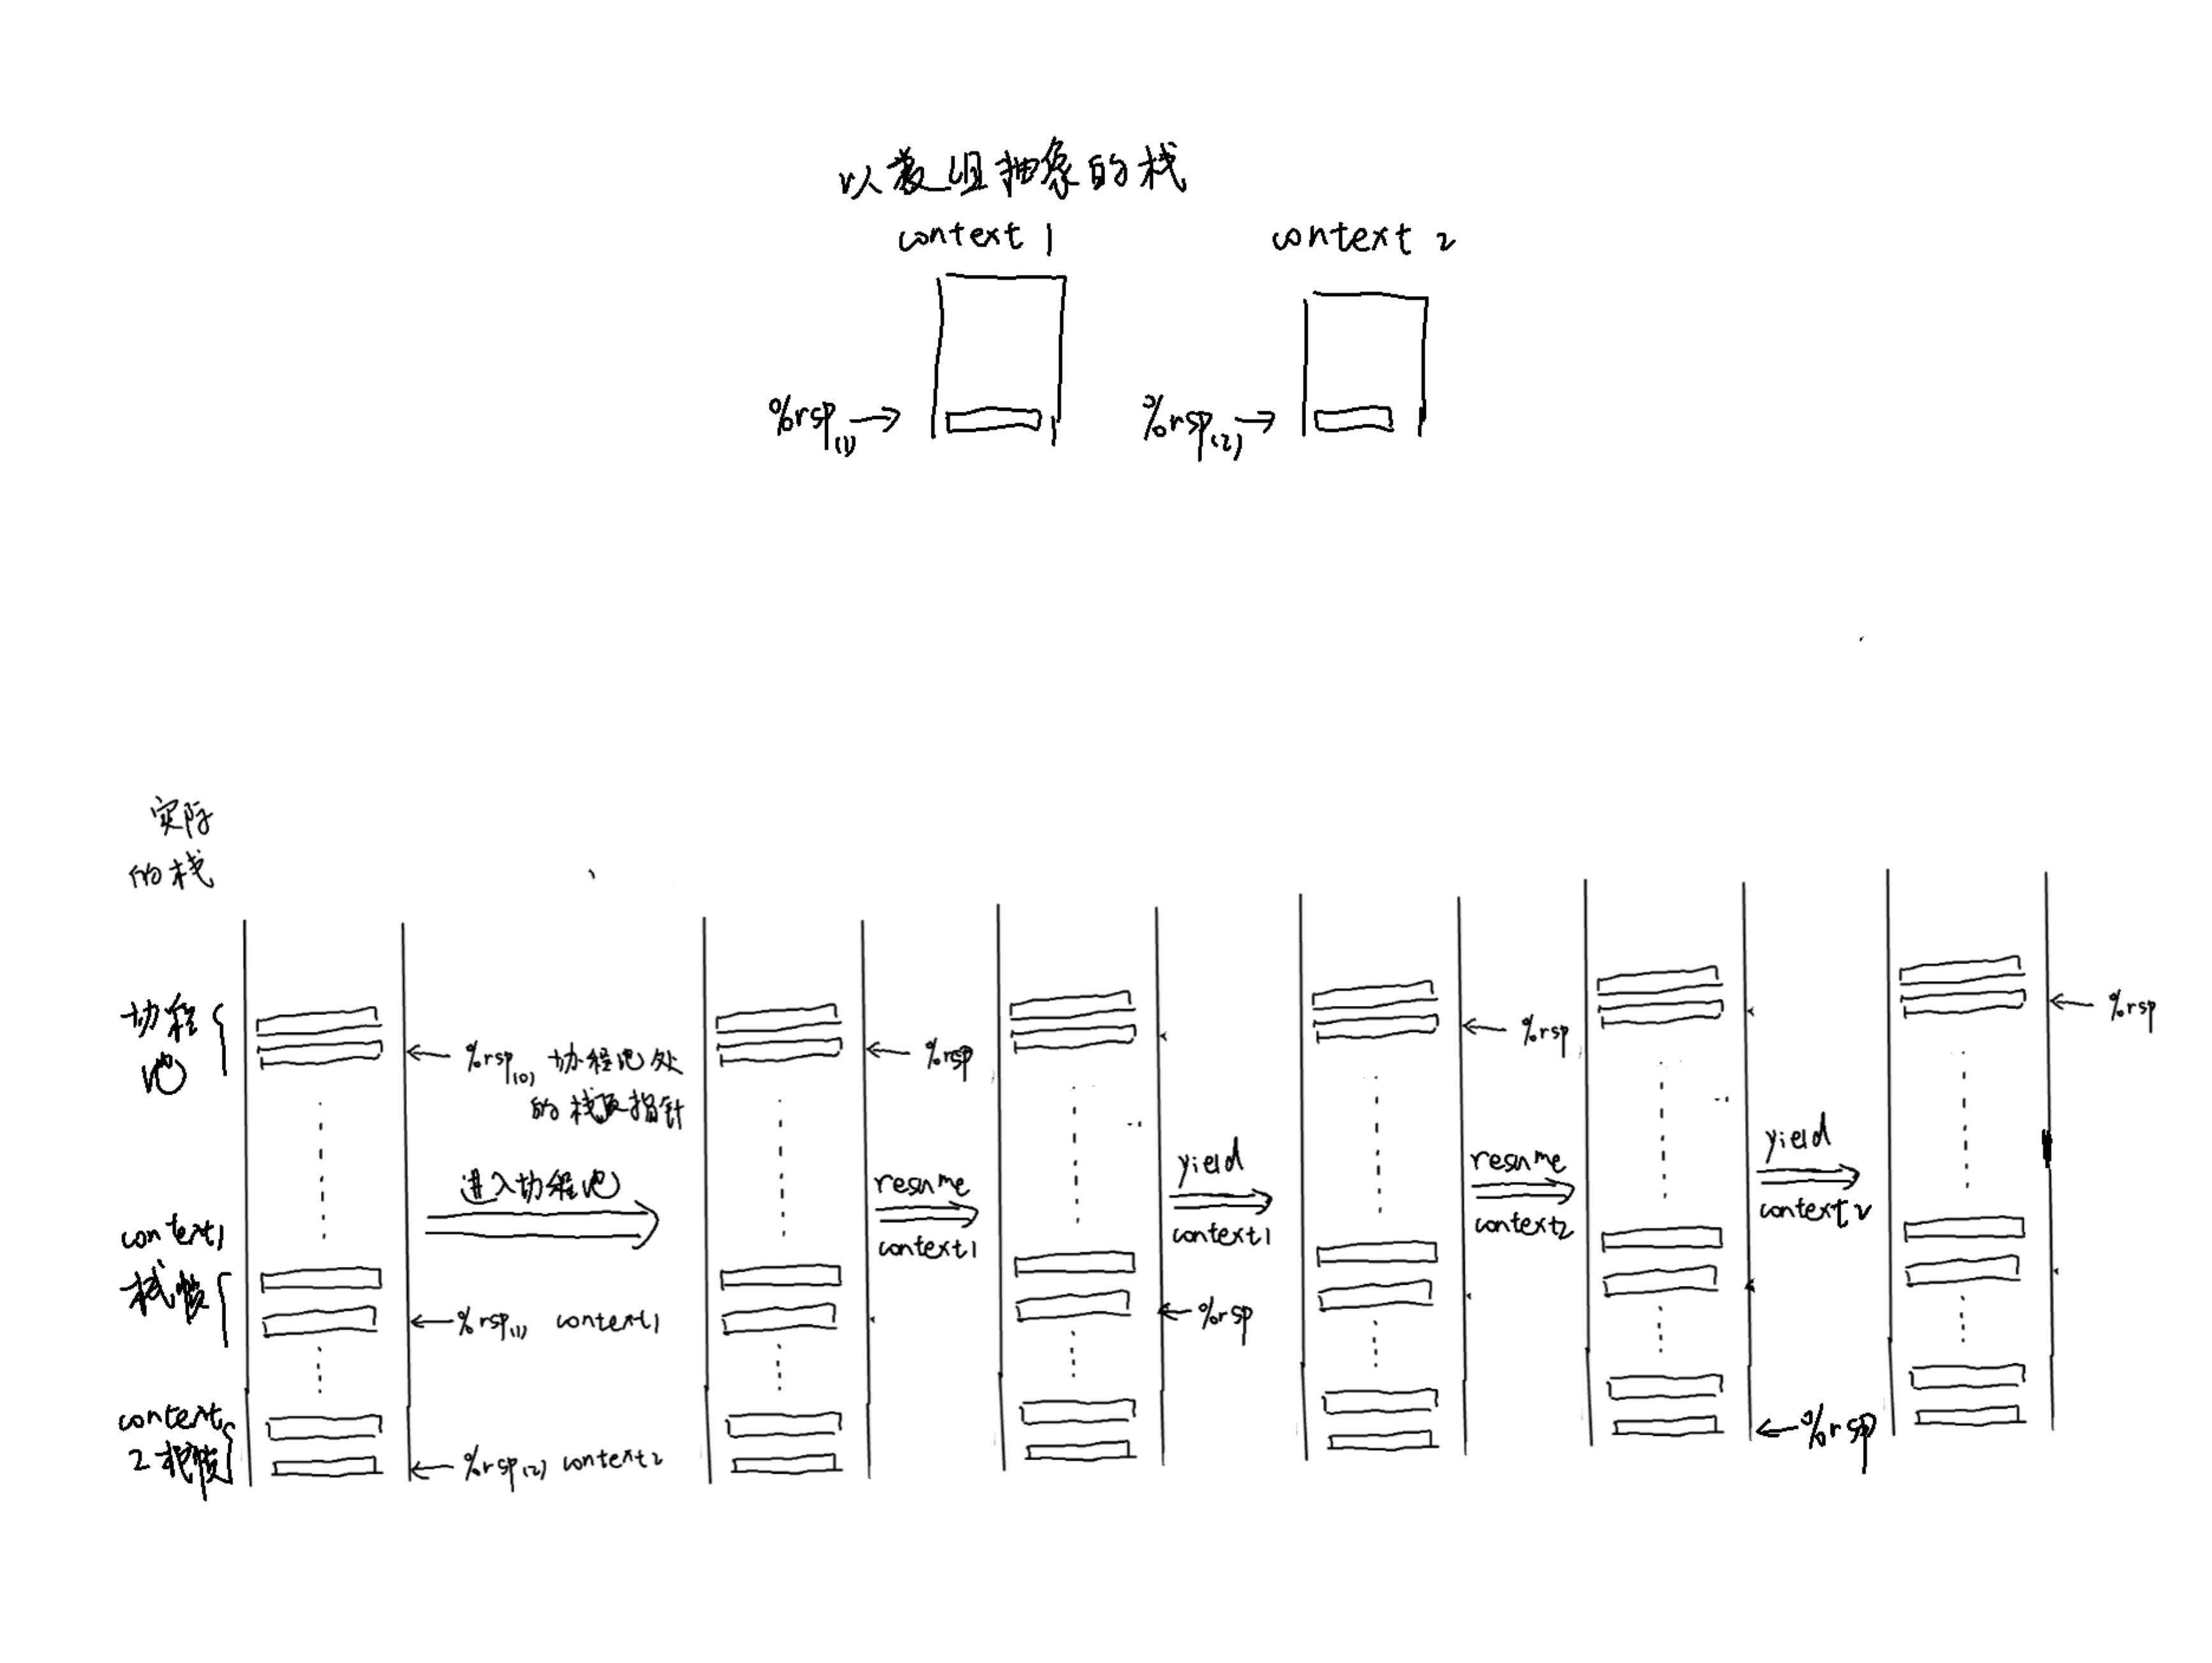 以数组抽象的栈
context 1
context 2
%rsp(1)
%rsp(2)
实际
的栈
协程
池
%rsp(0) 协程池处
的栈顶指针
进入协程池
context1
栈帧
%rsp(1) context1
context
2栈帧
%rsp(2) context2
%rsp
resume
context1
%rsp
yield
context1
%rsp
resume
context2
%rsp
yield
context2
%rsp